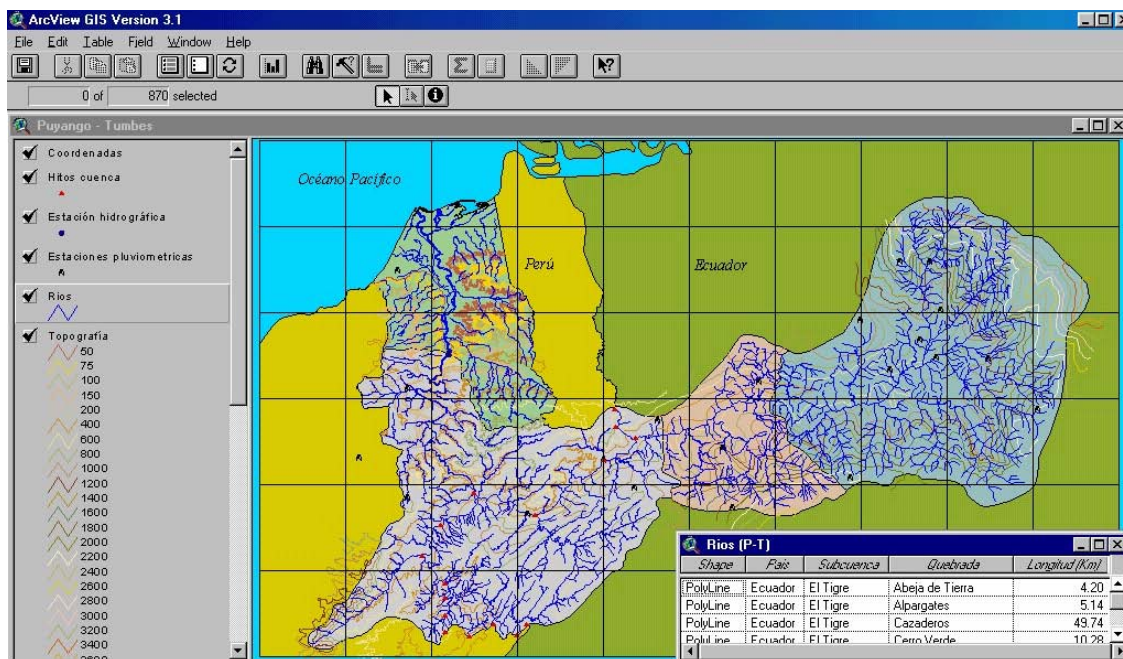 ArcView GIS Version 3.1
File Edit Table Field Window Help
0 of 870 selected
Puyango - Tumbes
Coordenadas
Hitos cuenca
Estación hidrográfica
Estaciones pluviometricas
Rios
Topografía
50
75
100
150
200
400
600
800
1000
1200
1400
1600
1800
2000
2200
2400
2600
2800
3000
3200
3400
3600
Océano Pacífico
Perú
Ecuador
Rios (P-T)
Shape Pais Subcuenca Quebrada Longitud (Km)
PolyLine Ecuador El Tigre Abeja de Tierra 4.20
PolyLine Ecuador El Tigre Alpargates 5.14
PolyLine Ecuador El Tigre Cazaderos 49.74
PolyLine Ecuador El Tigre Cerro Verde 10.28